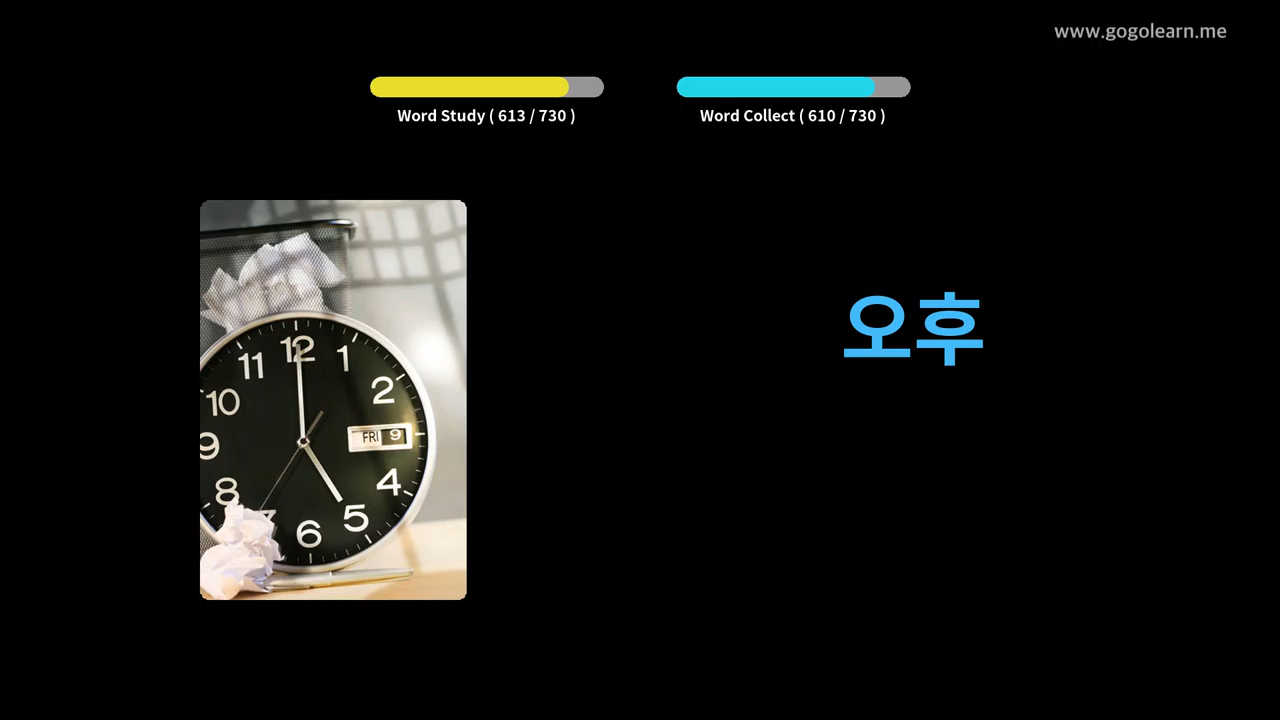 www.gogolearn.me
Word Study ( 613 / 730 )
Word Collect ( 610 / 730 )
오후
12
11
1
10
2
9
FRI 9
8
4
7
5
6